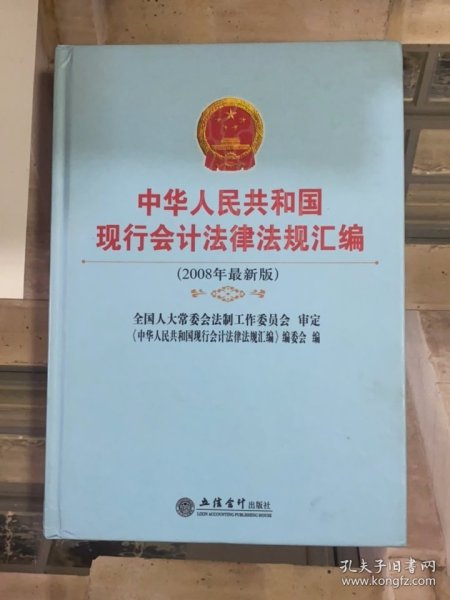 中华人民共和国
现行会计法律法规汇编
(2008年最新版)
全国人大常委会法制工作委员会 审定
《中华人民共和国现行会计法律法规汇编》编委会 编
立信会计出版社
LIXIN ACCOUNTING PUBLISHING HOUSE
孔夫子旧书网
www.kongfz.com